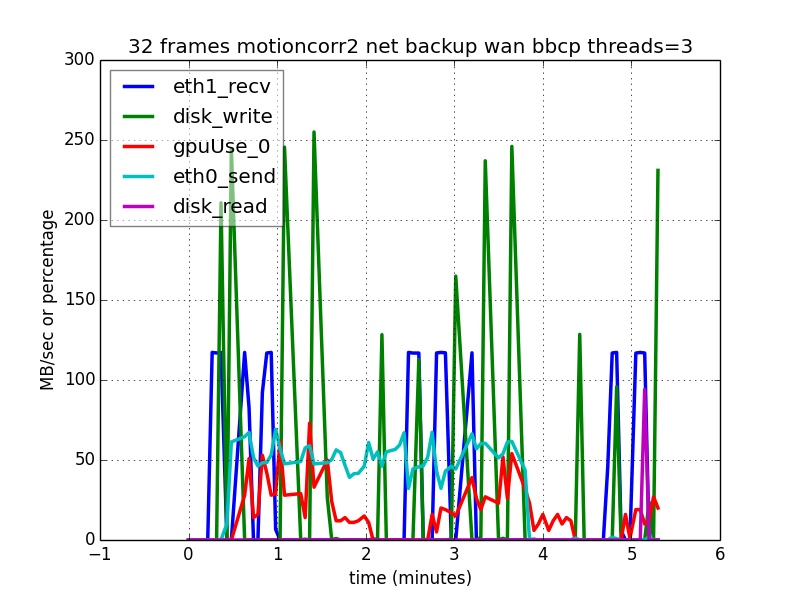 32 frames motioncorr2 net backup wan bbcp threads=3
300
250
200
150
100
50
0
MB/sec or percentage
eth1_recv
disk_write
gpuUse_0
eth0_send
disk_read
−1 0 1 2 3 4 5 6
time (minutes)